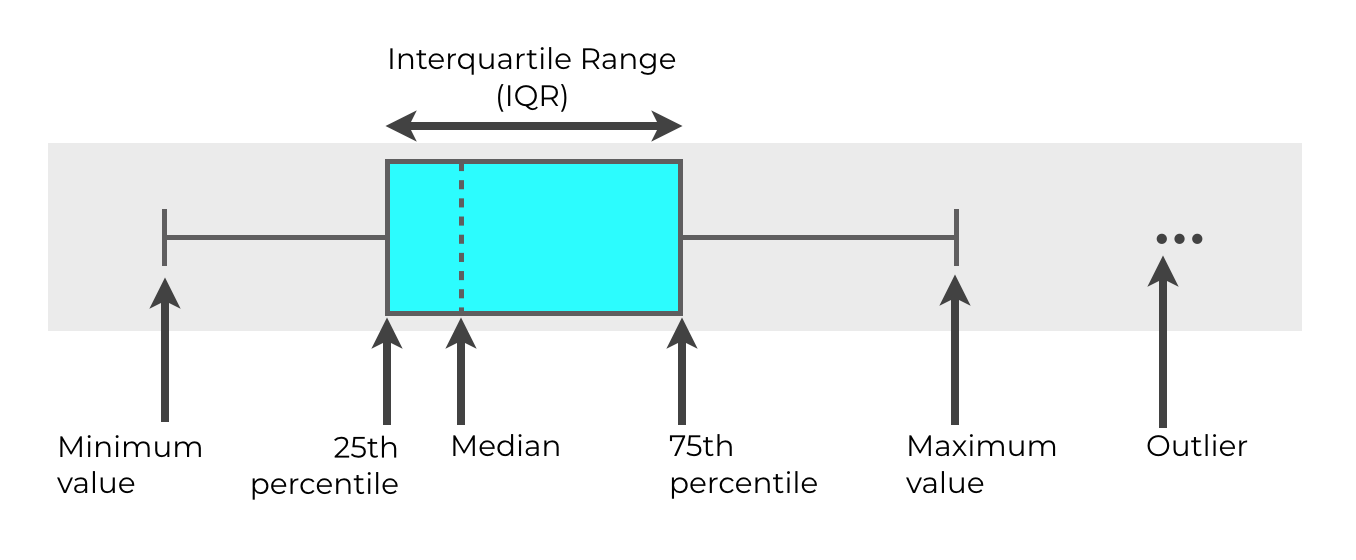 Interquartile Range
(IQR)
Minimum
value
25th
percentile
Median
75th
percentile
Maximum
value
Outlier